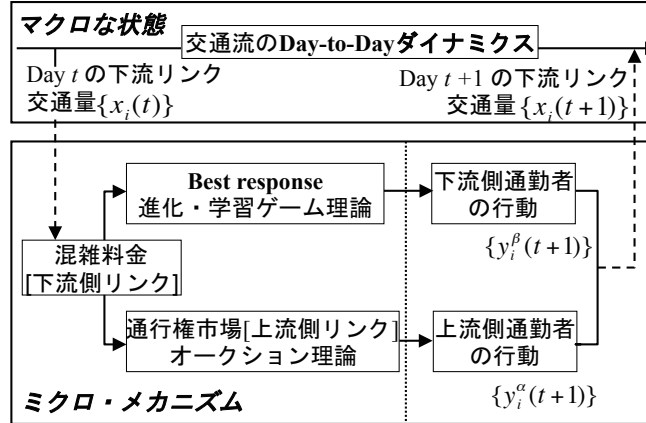 マクロな状態
交通流のDay-to-Dayダイナミクス
Day t の下流リンク
交通量{x_i(t)}
Day t +1 の下流リンク
交通量{x_i(t+1)}
Best response
進化・学習ゲーム理論
下流側通勤者
の行動
{y_i^β(t+1)}
混雑料金
[下流側リンク]
通行権市場[上流側リンク]
オークション理論
上流側通勤者
の行動
{y_i^α(t+1)}
ミクロ・メカニズム